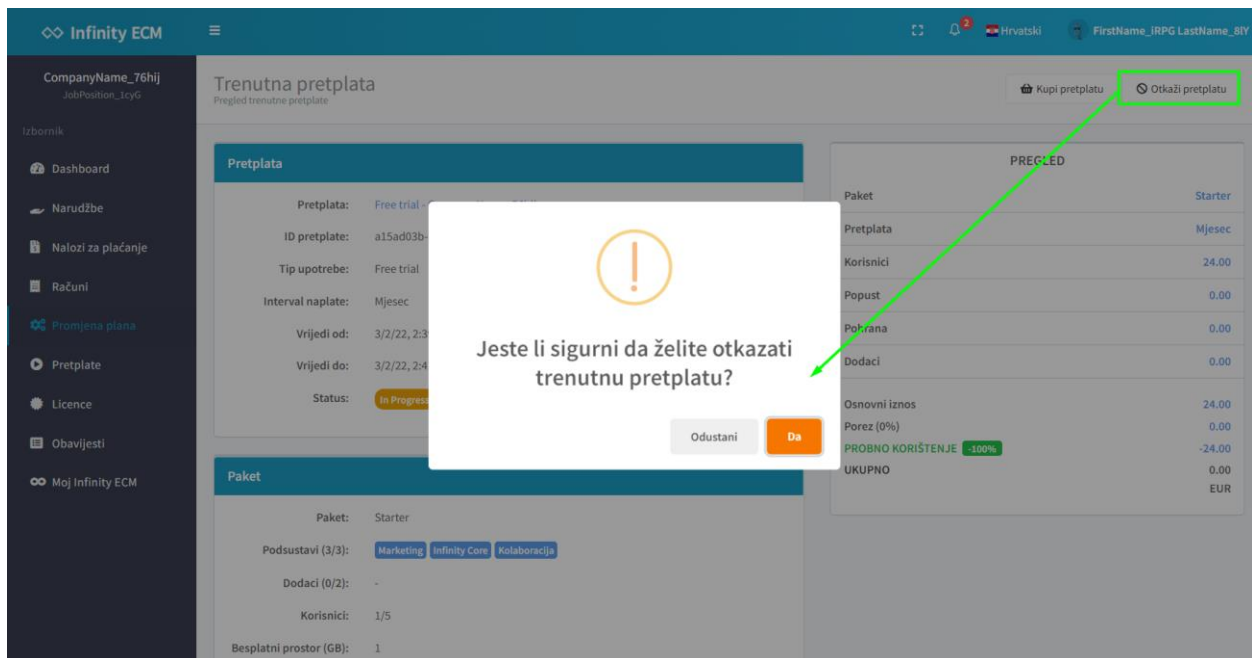 Infinity ECM
2
Hrvatski
FirstName_iRPG LastName_8lY
CompanyName_76hij
JobPosition_1cyG
Izbornik
Dashboard
Narudžbe
Nalozi za plaćanje
Računi
Promjena plana
Pretplate
Licence
Obavijesti
Moj Infinity ECM
Trenutna pretplata
Pregled trenutne pretplate
Kupi pretplatu
Otkaži pretplatu
Pretplata
Pretplata: Free trial -
ID pretplate: a15ad03b-
Tip upotrebe: Free trial
Interval naplate: Mjesec
Vrijedi od: 3/2/22, 2:3
Vrijedi do: 3/2/22, 2:4
Status: In Progress
Jeste li sigurni da želite otkazati
trenutnu pretplatu?
Odustani
Da
Paket
Paket: Starter
Podsustavi (3/3): Marketing Infinity Core Kolaboracija
Dodaci (0/2): -
Korisnici: 1/5
Besplatni prostor (GB): 1
PREGLED
Paket Starter
Pretplata Mjesec
Korisnici 24.00
Popust 0.00
Pohrana 0.00
Dodaci 0.00
Osnovni iznos 24.00
Porez (0%) 0.00
PROBNO KORIŠTENJE -100% -24.00
UKUPNO 0.00
EUR